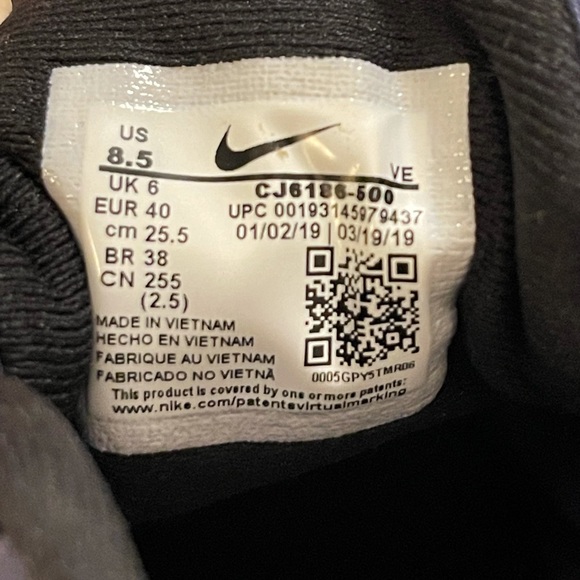 US
8.5
VE
UK 6
CJ6186-500
EUR 40
UPC 00193145979437
cm 25.5
01/02/19 | 03/19/19
BR 38
CN 255
(2.5)
MADE IN VIETNAM
HECHO EN VIETNAM
FABRIQUE AU VIETNAM
FABRICADO NO VIETNÃ
0005GPY5TMR06
This product is covered by one or more patents:
www.nike.com/patentsvirtualmarking